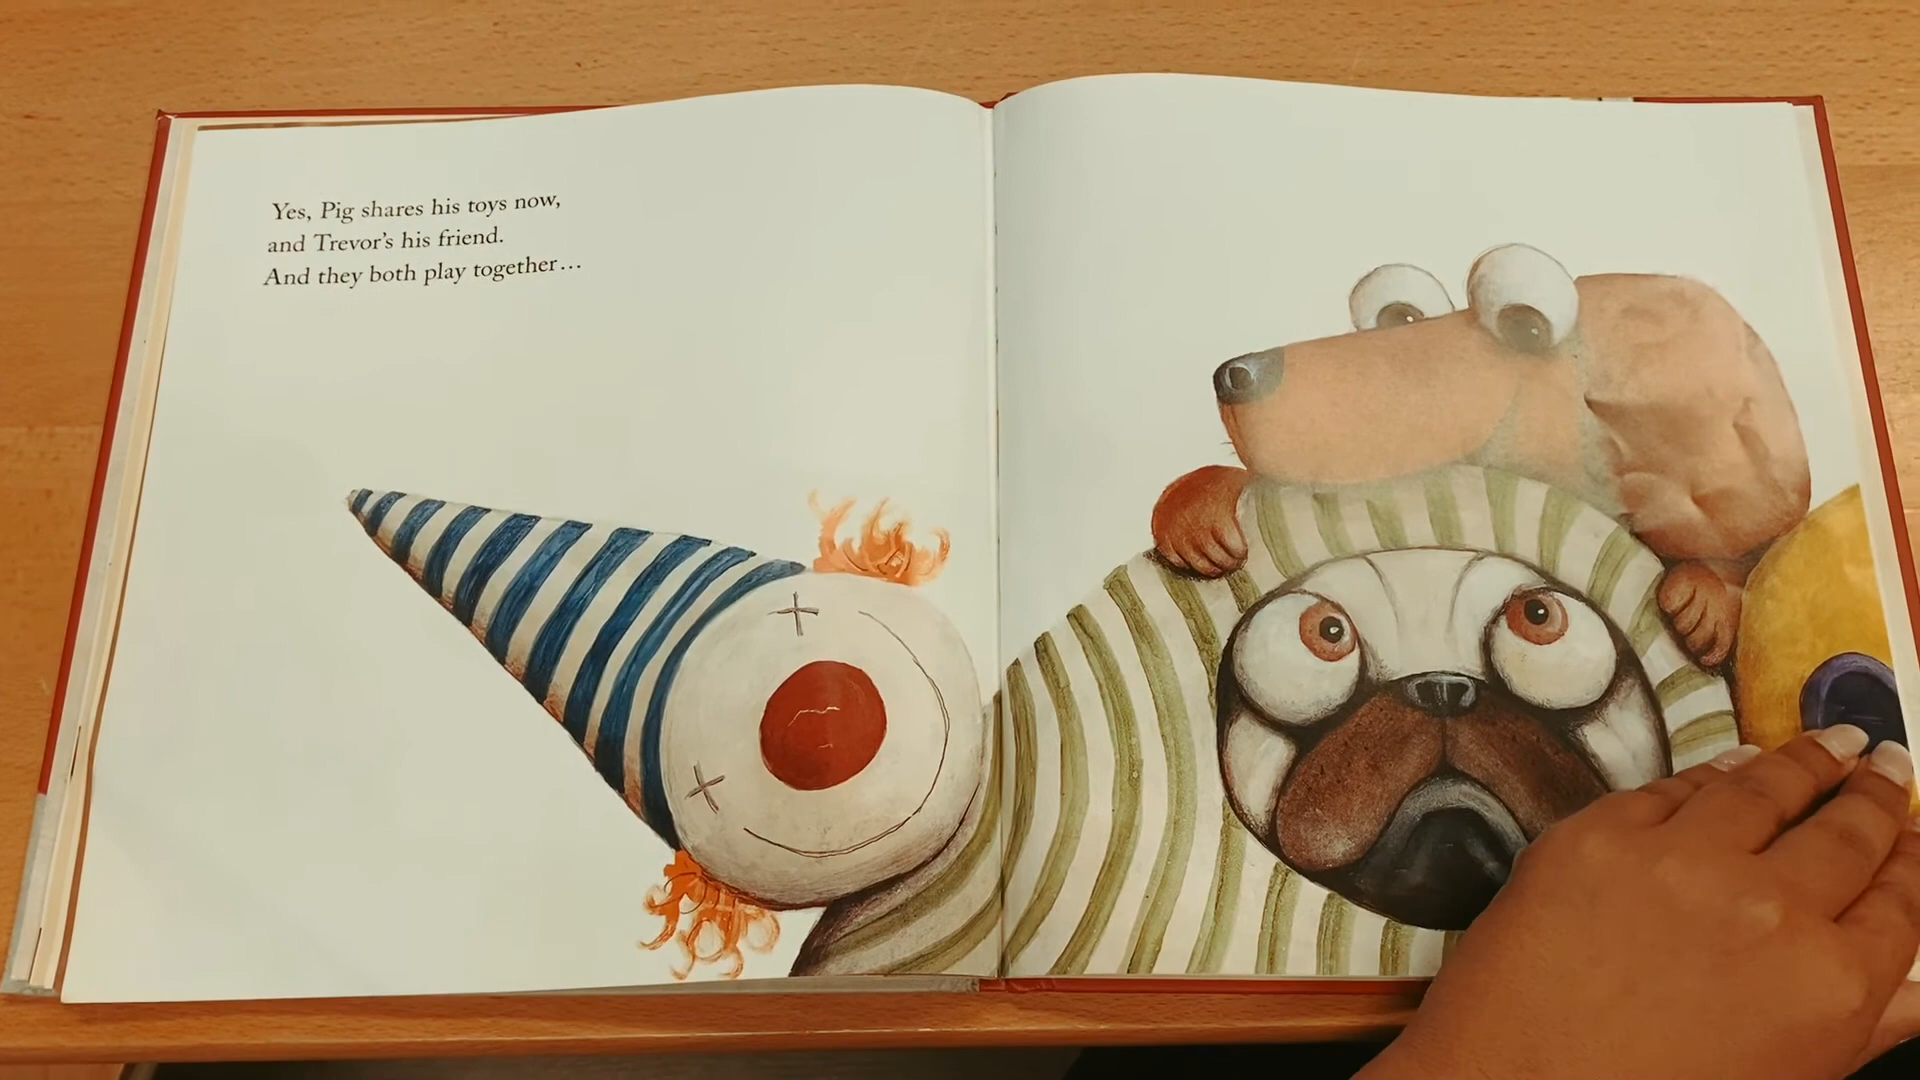 Yes, Pig shares his toys now,
and Trevor’s his friend.
And they both play together…